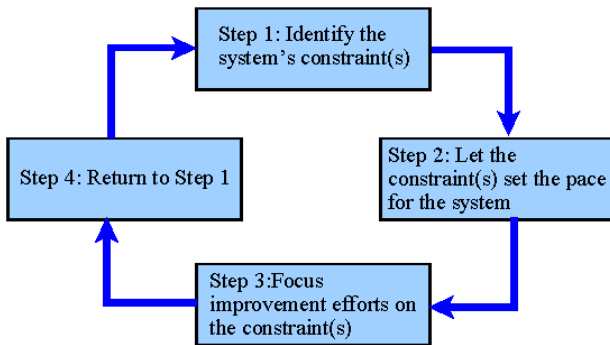 Step 1: Identify the
system's constraint(s)
Step 2: Let the
constraint(s) set the pace
for the system
Step 3:Focus
improvement efforts on
the constraint(s)
Step 4: Return to Step 1